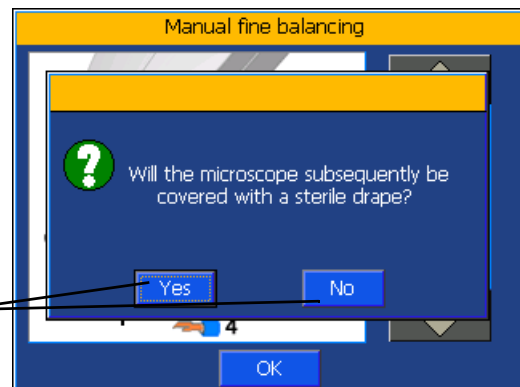 Manual fine balancing
Will the microscope subsequently be
covered with a sterile drape?
Yes No
4
OK